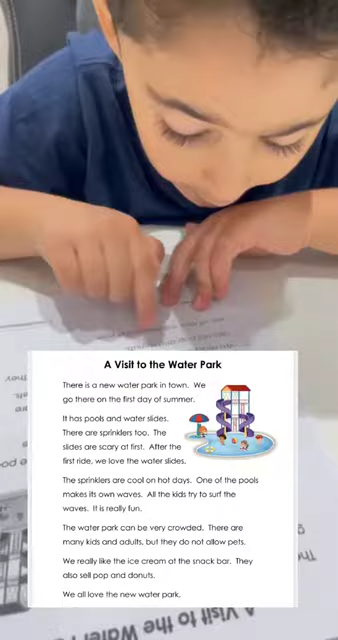 A Visit to the Water Park
There is a new water park in town. We
go there on the first day of summer.
It has pools and water slides.
There are sprinklers too. The
slides are scary at first. After the
first ride, we love the water slides.
The sprinklers are cool on hot days. One of the pools
makes its own waves. All the kids try to surf the
waves. It is really fun.
The water park can be very crowded. There are
many kids and adults, but they do not allow pets.
We really like the ice cream at the snack bar. They
also sell pop and donuts.
We all love the new water park.
A Visit to the Water